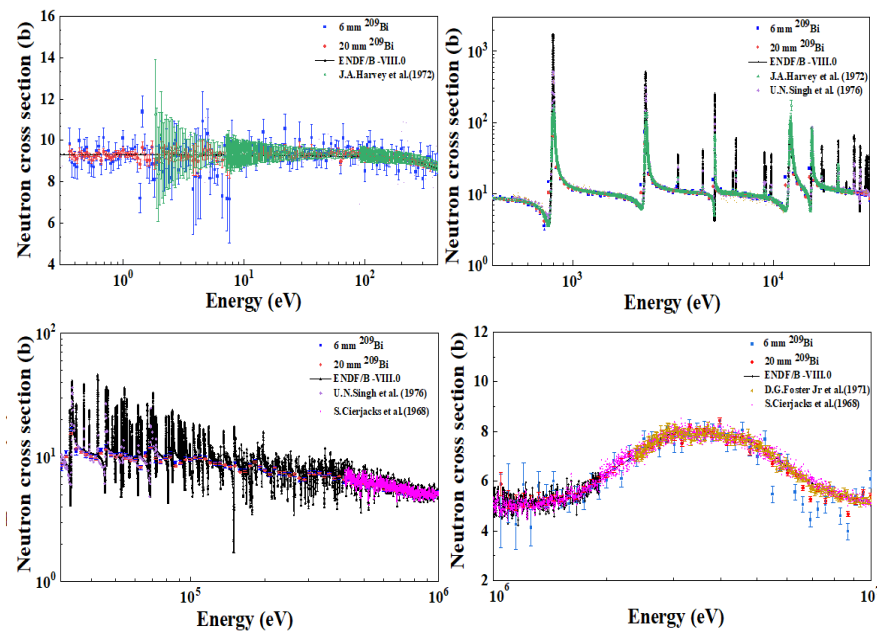 6 mm 209Bi
20 mm 209Bi
ENDF/B -VIII.0
J.A.Harvey et al.(1972)
Neutron cross section (b)
16
14
12
10
8
6
4
10^0
10^1
10^2
Energy (eV)
6 mm 209Bi
20 mm 209Bi
ENDF/B -VIII.0
J.A.Harvey et al.(1972)
U.N.Singh et al. (1976)
Neutron cross section (b)
10^3
10^2
10^1
10^0
10^3
10^4
Energy (eV)
6 mm 209Bi
20 mm 209Bi
ENDF/B -VIII.0
U.N.Singh et al. (1976)
S.Cierjacks et al.(1968)
Neutron cross section (b)
10^2
10^1
10^0
10^5
10^6
Energy (eV)
6 mm 209Bi
20 mm 209Bi
ENDF/B-VIII.0
D.G.Foster Jr et al.(1971)
S.Cierjacks et al.(1968)
Neutron cross section (b)
12
10
8
6
4
2
10^6
Energy (eV)